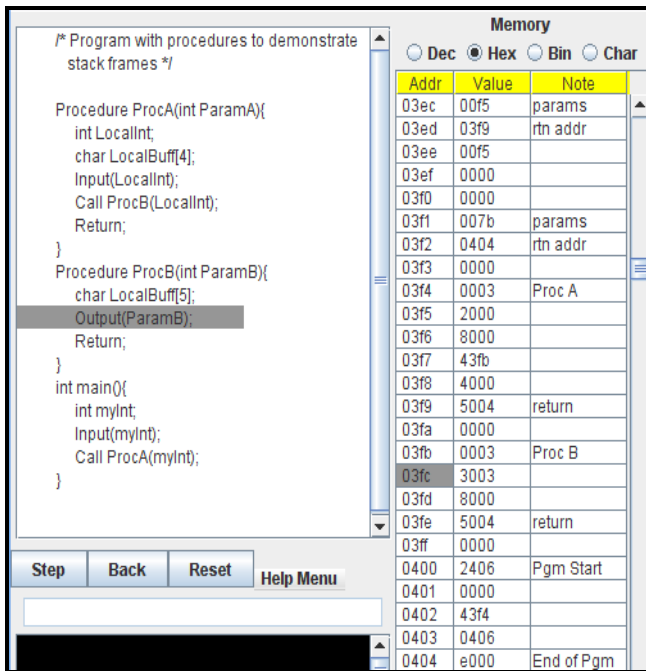 /* Program with procedures to demonstrate
stack frames */
Procedure ProcA(int ParamA){
int LocalInt;
char LocalBuff[4];
Input(LocalInt);
Call ProcB(LocalInt);
Return;
}
Procedure ProcB(int ParamB){
char LocalBuff[5];
Output(ParamB);
Return;
}
int main(){
int myInt;
Input(myInt);
Call ProcA(myInt);
}
Step Back Reset Help Menu
Memory
Dec Hex Bin Char
Addr Value Note
03ec 00f5 params
03ed 03f9 rtn addr
03ee 00f5
03ef 0000
03f0 0000
03f1 007b params
03f2 0404 rtn addr
03f3 0000
03f4 0003 Proc A
03f5 2000
03f6 8000
03f7 43fb
03f8 4000
03f9 5004 return
03fa 0000
03fb 0003 Proc B
03fc 3003
03fd 8000
03fe 5004 return
03ff 0000
0400 2406 Pgm Start
0401 0000
0402 43f4
0403 0406
0404 e000 End of Pgm